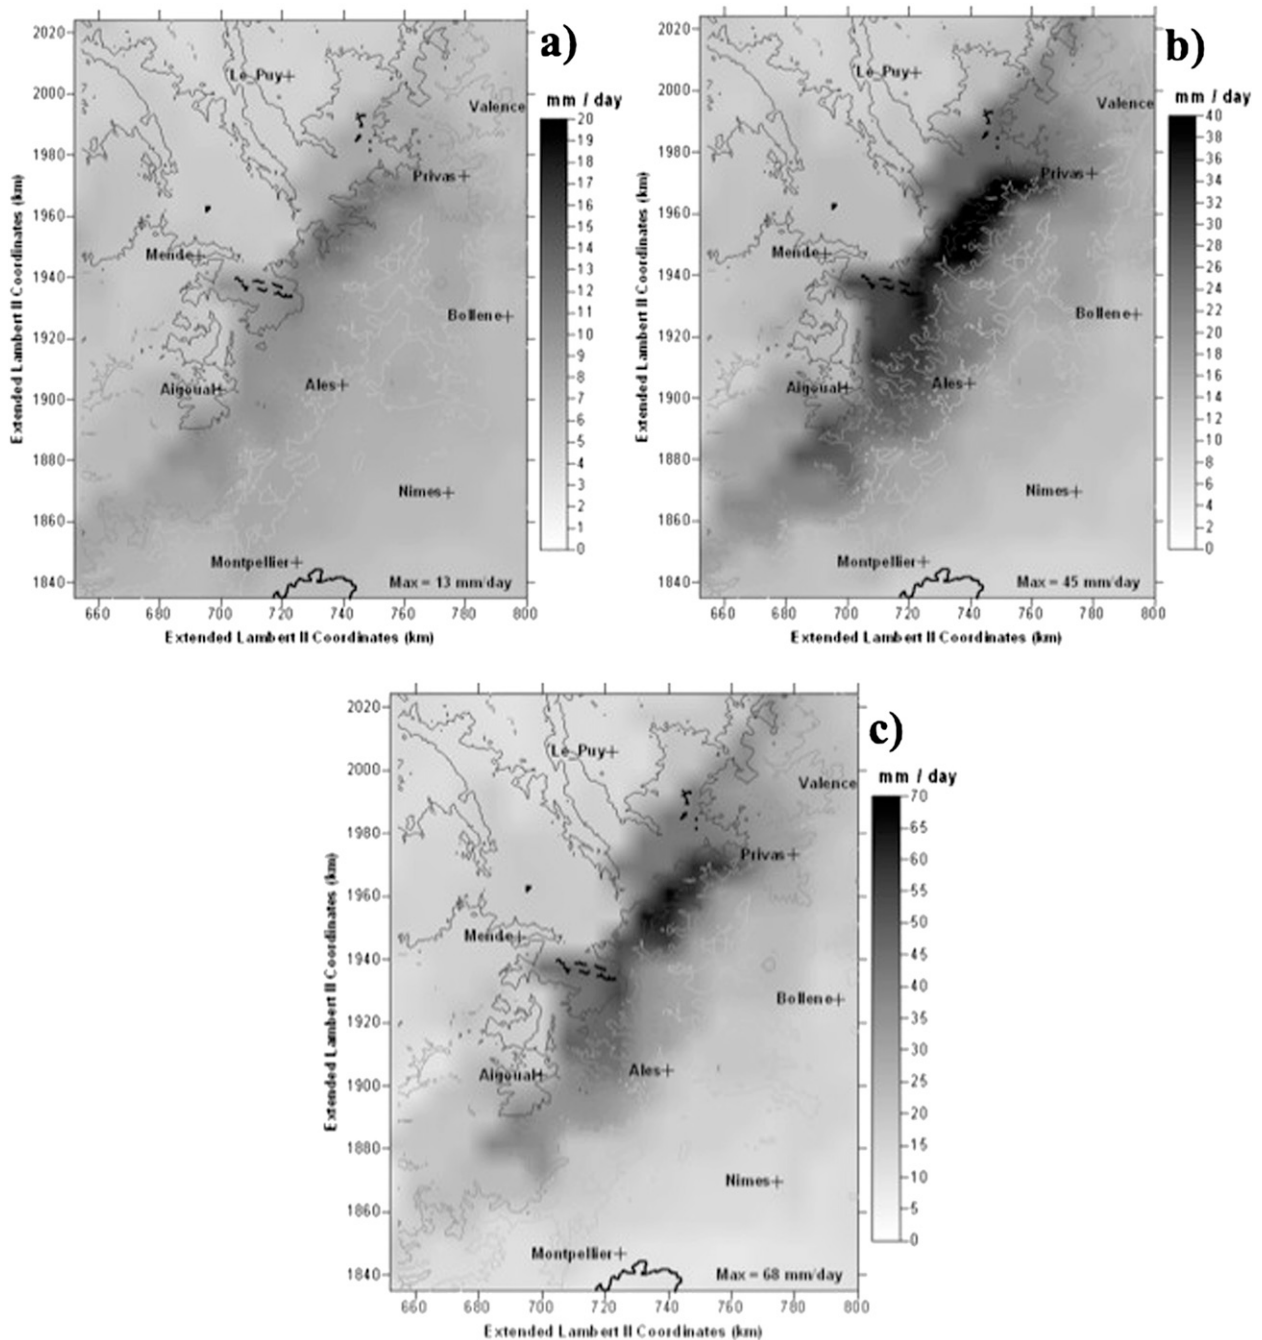 a)
mm / day
2020
2000
1980
1960
1940
1920
1900
1880
1860
1840
Extended Lambert II Coordinates (km)
Le_Puy
Valence
Privas
Mende
Bollene
Aigoual
Ales
Nimes
Montpellier
Max = 13 mm/day
20
19
18
17
16
15
14
13
12
11
10
9
8
7
6
5
4
3
2
1
0
660 680 700 720 740 760 780 800
Extended Lambert II Coordinates (km)
b)
mm / day
2020
2000
1980
1960
1940
1920
1900
1880
1860
1840
Extended Lambert II Coordinates (km)
Le_Puy
Valence
Privas
Mende
Bollene
Aigoual
Ales
Nimes
Montpellier
Max = 45 mm/day
40
38
36
34
32
30
28
26
24
22
20
18
16
14
12
10
8
6
4
2
0
660 680 700 720 740 760 780 800
Extended Lambert II Coordinates (km)
c)
mm / day
2020
2000
1980
1960
1940
1920
1900
1880
1860
1840
Extended Lambert II Coordinates (km)
Le_Puy
Valence
Privas
Mende
Bollene
Aigoual
Ales
Nimes
Montpellier
Max = 68 mm/day
70
65
60
55
50
45
40
35
30
25
20
15
10
5
0
660 680 700 720 740 760 780 800
Extended Lambert II Coordinates (km)